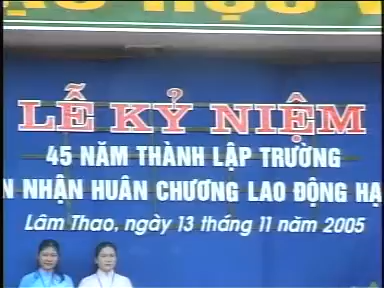 LỄ KỶ NIỆM
45 NĂM THÀNH LẬP TRƯỜNG
NHẬN HUÂN CHƯƠNG LAO ĐỘNG
Lâm Thao, ngày 13 tháng 11 năm 2005